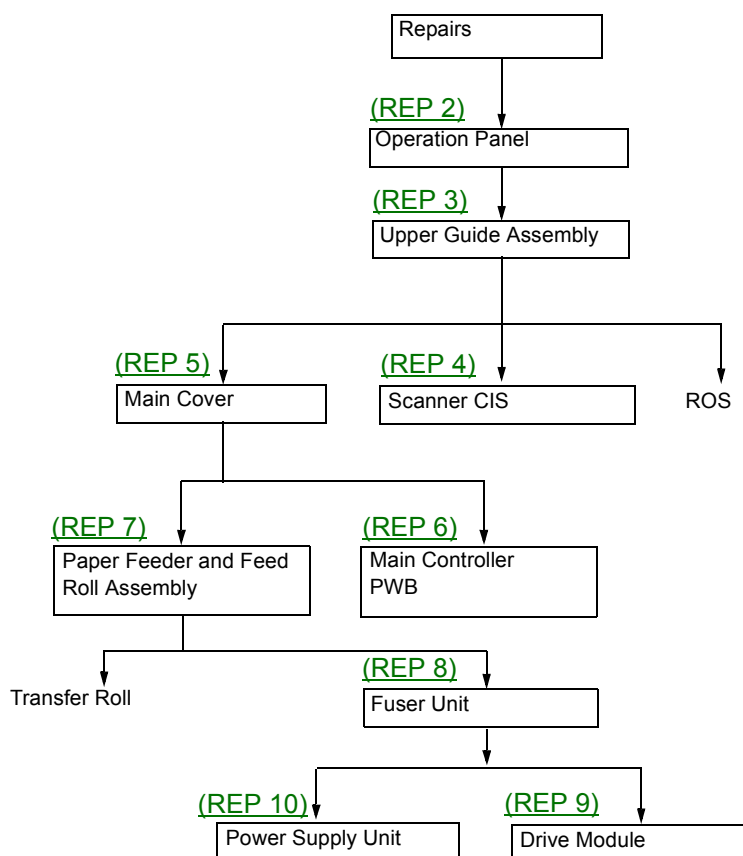 Repairs
(REP 2)
Operation Panel
(REP 3)
Upper Guide Assembly
(REP 5)
Main Cover
(REP 4)
Scanner CIS
ROS
(REP 7)
Paper Feeder and Feed
Roll Assembly
(REP 6)
Main Controller
PWB
Transfer Roll
(REP 8)
Fuser Unit
(REP 10)
Power Supply Unit
(REP 9)
Drive Module